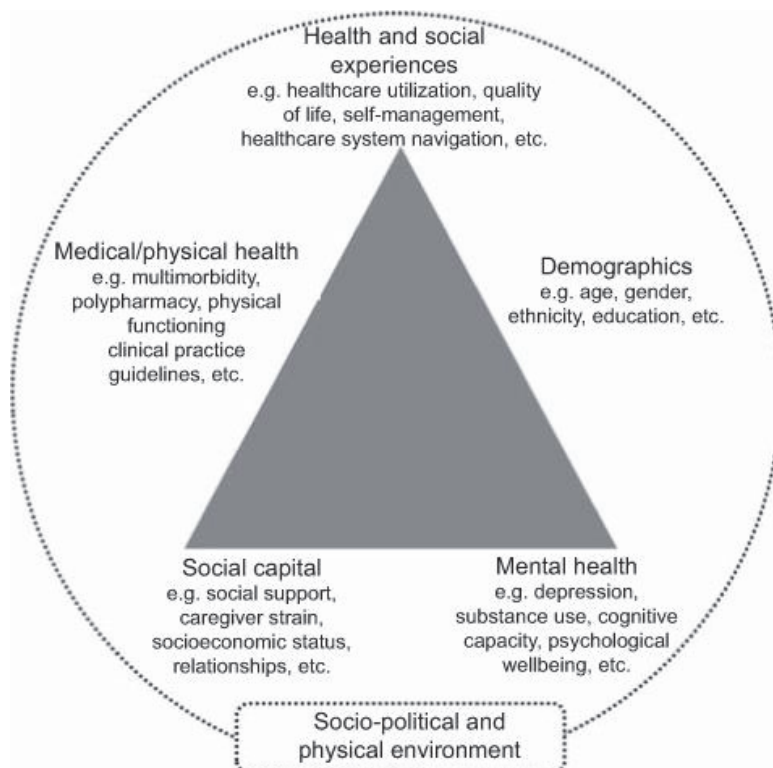 Health and social
experiences
e.g. healthcare utilization, quality
of life, self-management,
healthcare system navigation, etc.
Medical/physical health
e.g. multimorbidity,
polypharmacy, physical
functioning
clinical practice
guidelines, etc.
Demographics
e.g. age, gender,
ethnicity, education, etc.
Social capital
e.g. social support,
caregiver strain,
socioeconomic status,
relationships, etc.
Mental health
e.g. depression,
substance use, cognitive
capacity, psychological
wellbeing, etc.
Socio-political and
physical environment